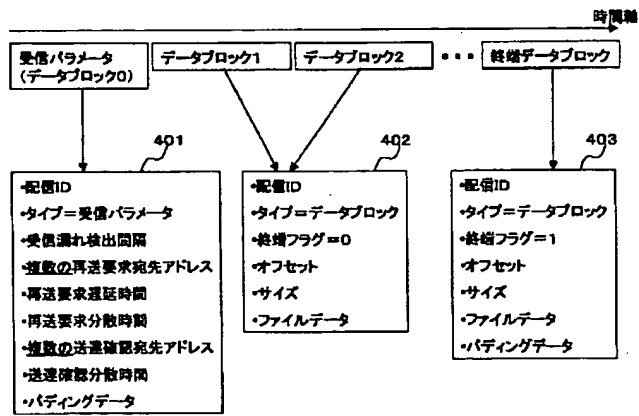 時間軸
受信パラメータ
(データブロック0)
データブロック1
データブロック2
・・・
終端データブロック
401
402
403
・配信ID
・タイプ=受信パラメータ
・受信漏れ検出間隔
・複数の再送要求宛先アドレス
・再送要求遅延時間
・再送要求分散時間
・複数の送達確認宛先アドレス
・送達確認分散時間
・パディングデータ
・配信ID
・タイプ=データブロック
・終端フラグ=0
・オフセット
・サイズ
・ファイルデータ
・配信ID
・タイプ=データブロック
・終端フラグ=1
・オフセット
・サイズ
・ファイルデータ
・パディングデータ